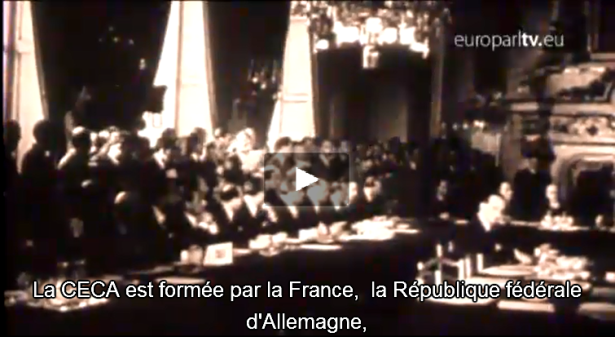 europarltv.eu
La CECA est formée par la France,  la République fédérale
d'Allemagne,